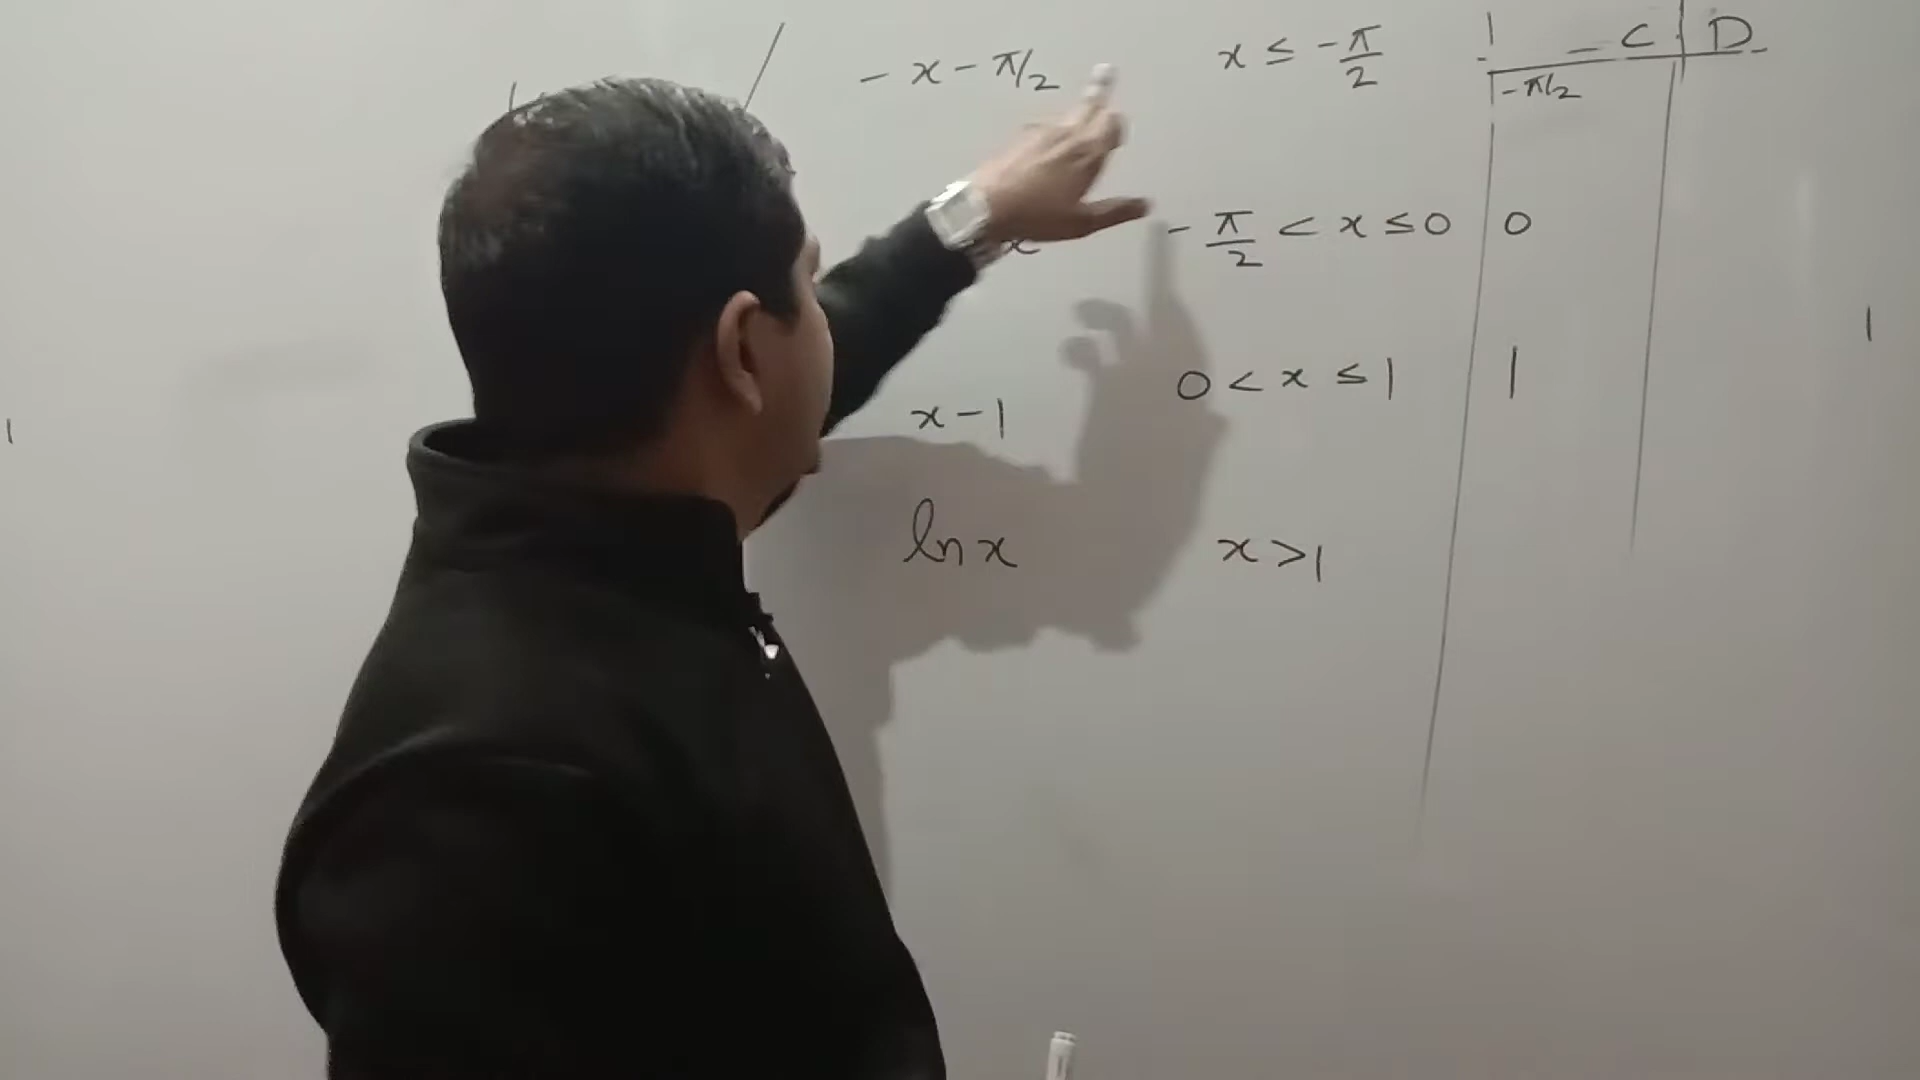 - x - π/2 x ≤ -π/2 - C D
-π/2
x -π/2 < x ≤ 0 0
x - 1 0 < x ≤ 1 1
ln x x > 1